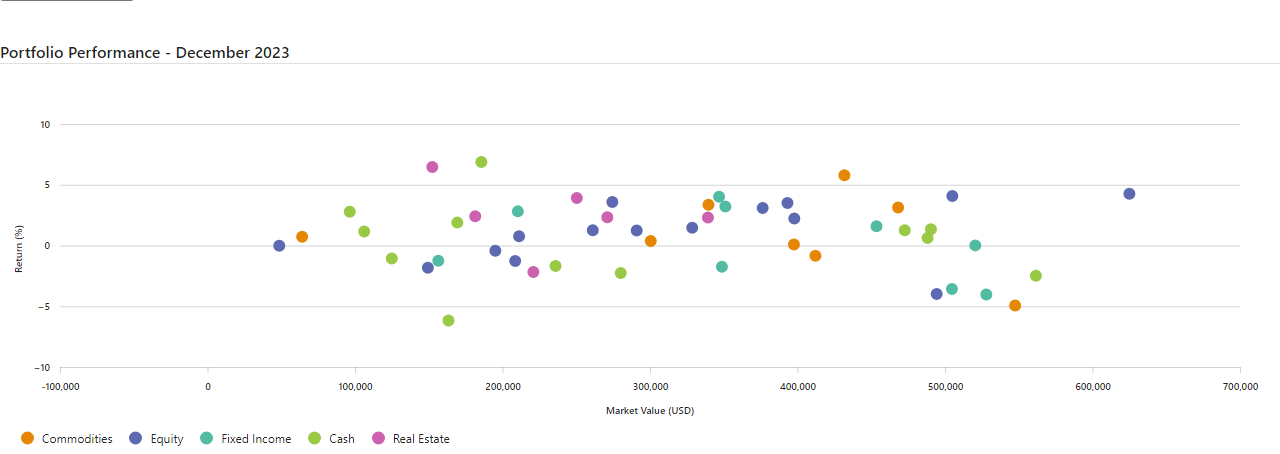 Portfolio Performance - December 2023
10
5
0
−5
−10
Return (%)
-100,000 0 100,000 200,000 300,000 400,000 500,000 600,000 700,000
Market Value (USD)
Commodities Equity Fixed Income Cash Real Estate